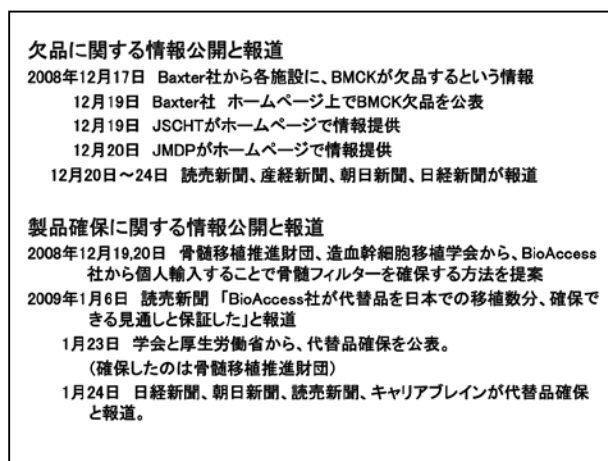 欠品に関する情報公開と報道
2008年12月17日　Baxter社から各施設に、BMCKが欠品するという情報
12月19日　Baxter社　ホームページ上でBMCK欠品を公表
12月19日　JSCHTがホームページで情報提供
12月20日　JMDPがホームページで情報提供
12月20日～24日　読売新聞、産経新聞、朝日新聞、日経新聞が報道
製品確保に関する情報公開と報道
2008年12月19,20日　骨髄移植推進財団、造血幹細胞移植学会から、BioAccess
社から個人輸入することで骨髄フィルターを確保する方法を提案
2009年1月6日　読売新聞　「BioAccess社が代替品を日本での移植数分、確保で
きる見通しと保証した」と報道
1月23日　学会と厚生労働省から、代替品確保を公表。
（確保したのは骨髄移植推進財団）
1月24日　日経新聞、朝日新聞、読売新聞、キャリアブレインが代替品確保
と報道。